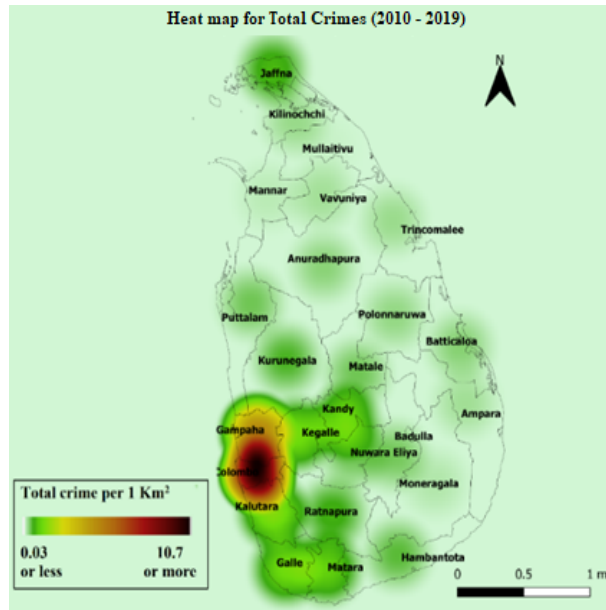 Heat map for Total Crimes (2010 - 2019)
N
Jaffna
Kilinochchi
Mullaitivu
Mannar
Vavuniya
Trincomalee
Anuradhapura
Puttalam
Polonnaruwa
Batticaloa
Kurunegala
Matale
Kandy
Ampara
Gampaha
Kegalle
Badulla
Nuwara Eliya
Colombo
Moneragala
Kalutara
Ratnapura
Galle
Matara
Hambantota
Total crime per 1 Km²
0.03 10.7
or less or more
0 0.5 1 m